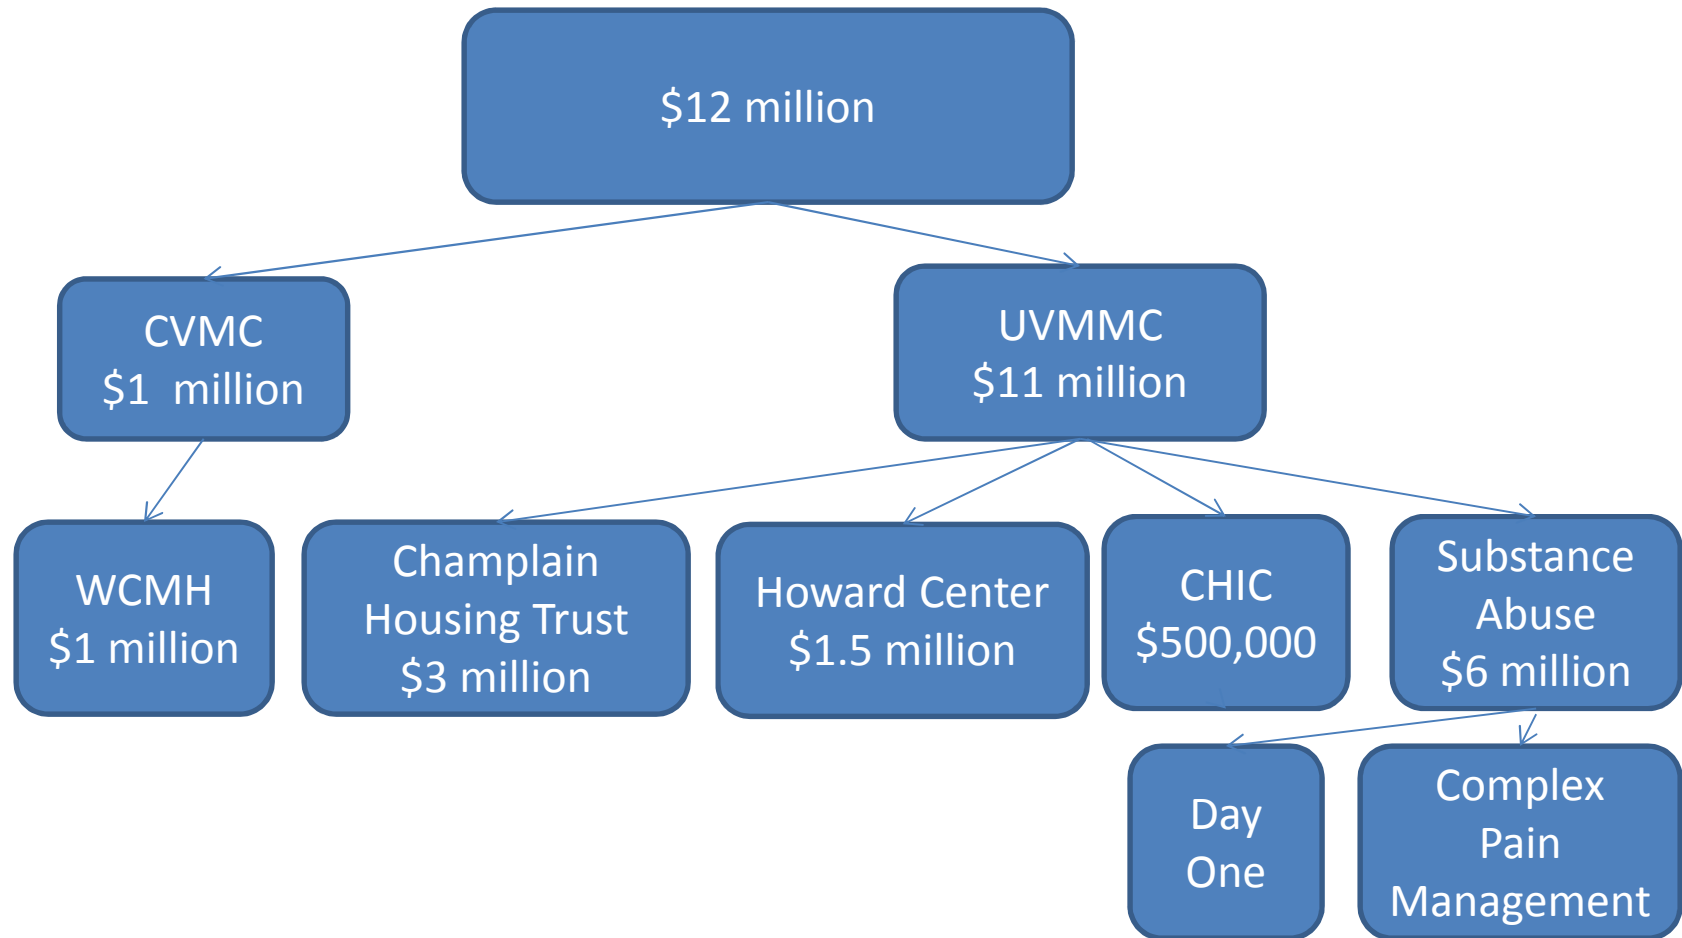 $12 million
CVMC
$1  million
UVMMC
$11 million
WCMH
$1 million
Champlain
Housing Trust
$3 million
Howard Center
$1.5 million
CHIC
$500,000
Substance
Abuse
$6 million
Day
One
Complex
Pain
Management